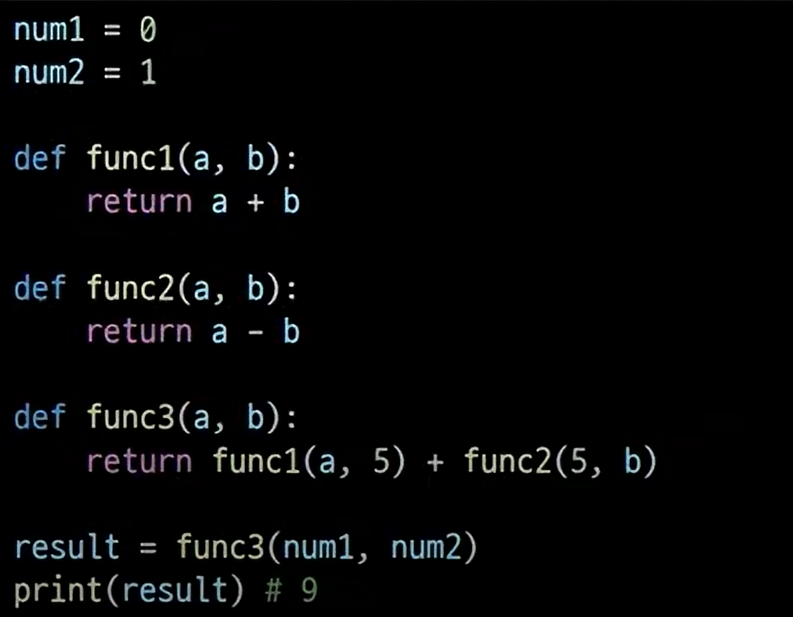 num1 = 0
num2 = 1
def func1(a, b):
    return a + b
def func2(a, b):
    return a - b
def func3(a, b):
    return func1(a, 5) + func2(5, b)
result = func3(num1, num2)
print(result) # 9